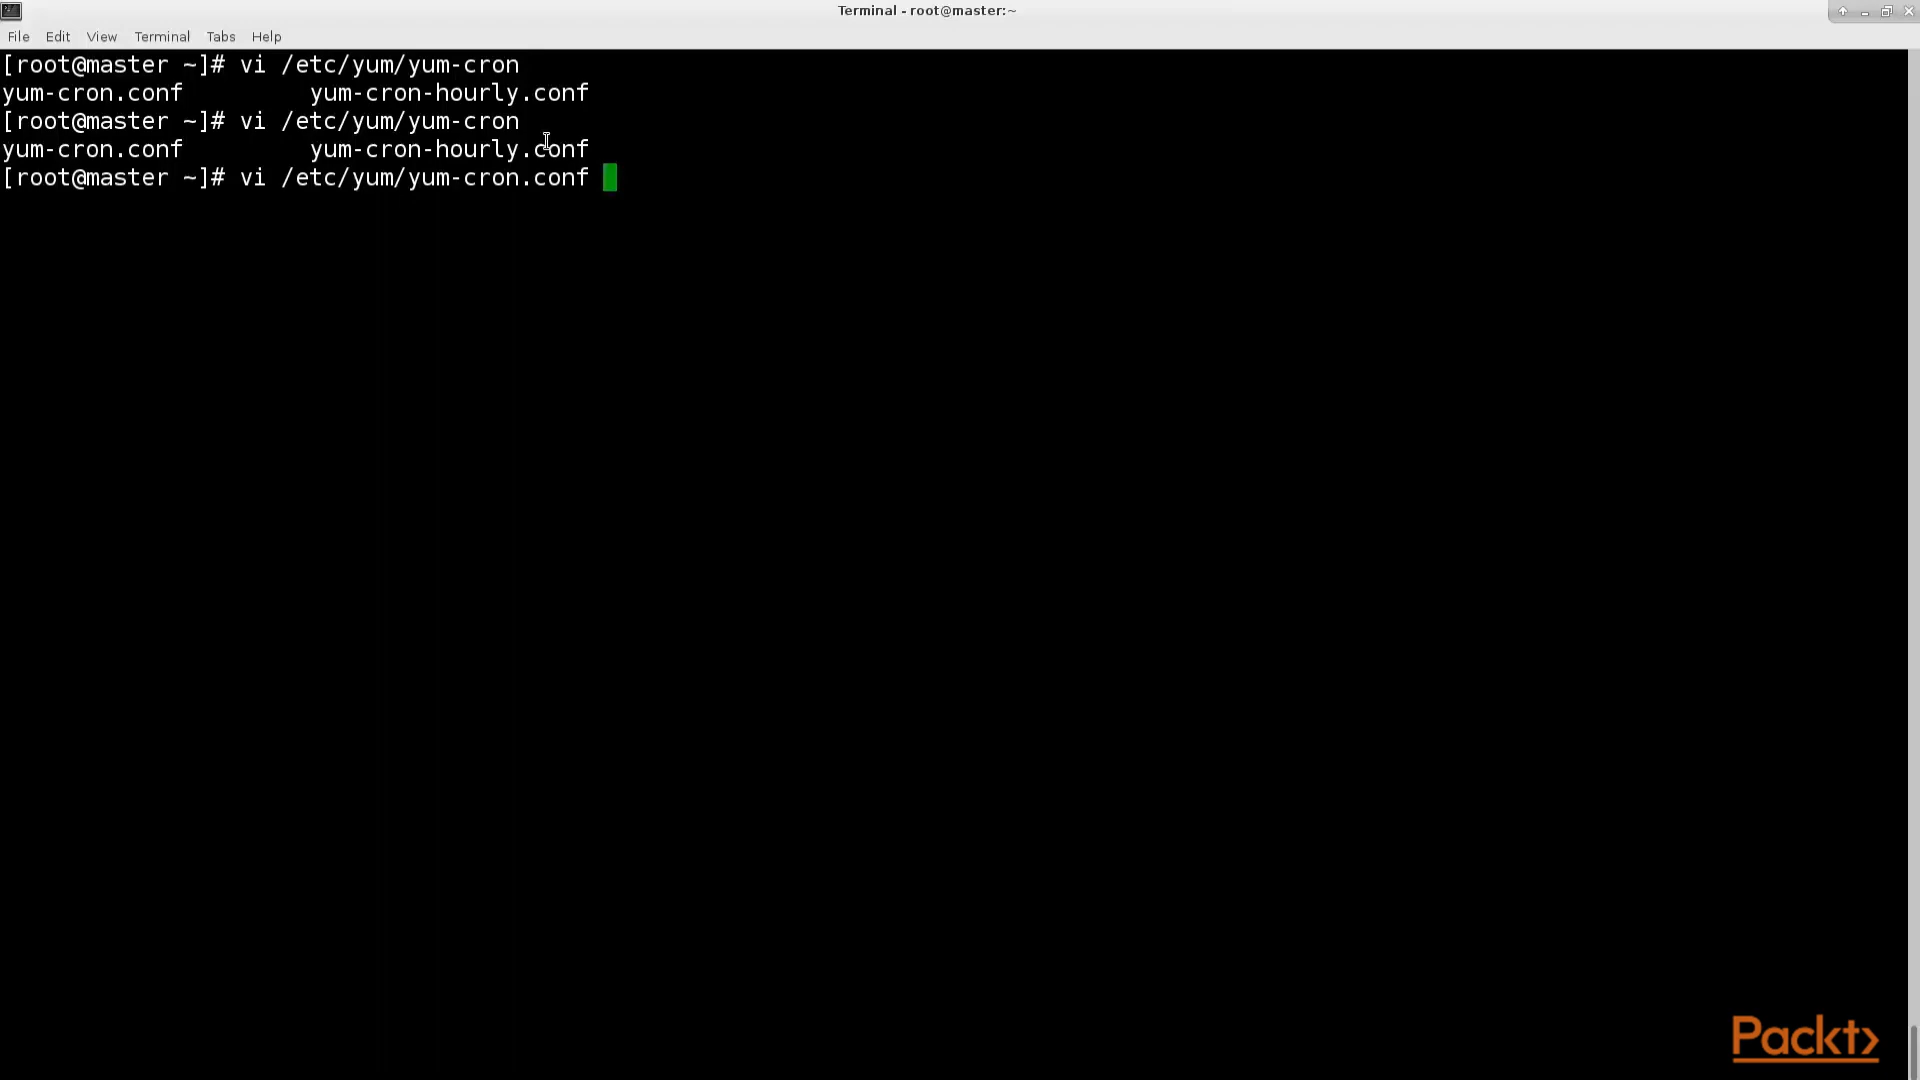 Terminal - root@master:~
File Edit View Terminal Tabs Help
[root@master ~]# vi /etc/yum/yum-cron
yum-cron.conf         yum-cron-hourly.conf
[root@master ~]# vi /etc/yum/yum-cron
yum-cron.conf         yum-cron-hourly.conf
[root@master ~]# vi /etc/yum/yum-cron.conf
Packt>